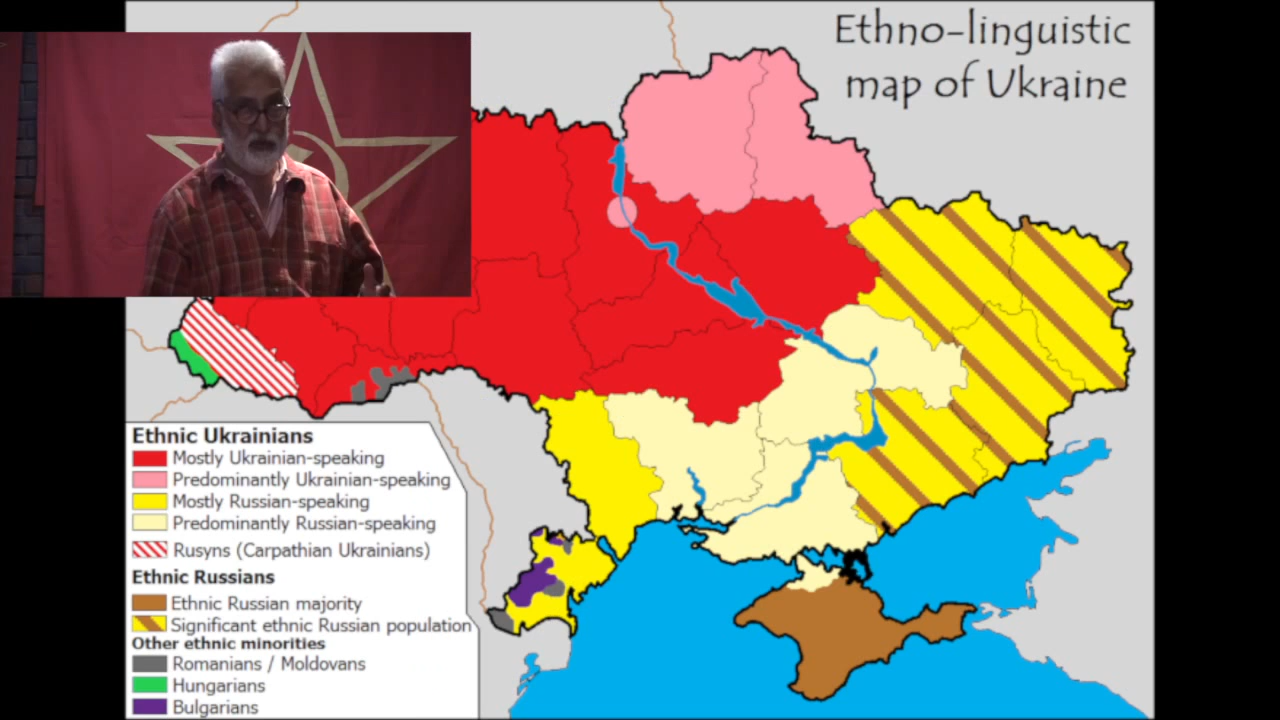 Ethno-linguistic
map of Ukraine
Ethnic Ukrainians
Mostly Ukrainian-speaking
Predominantly Ukrainian-speaking
Mostly Russian-speaking
Predominantly Russian-speaking
Rusyns (Carpathian Ukrainians)
Ethnic Russians
Ethnic Russian majority
Significant ethnic Russian population
Other ethnic minorities
Romanians / Moldovans
Hungarians
Bulgarians